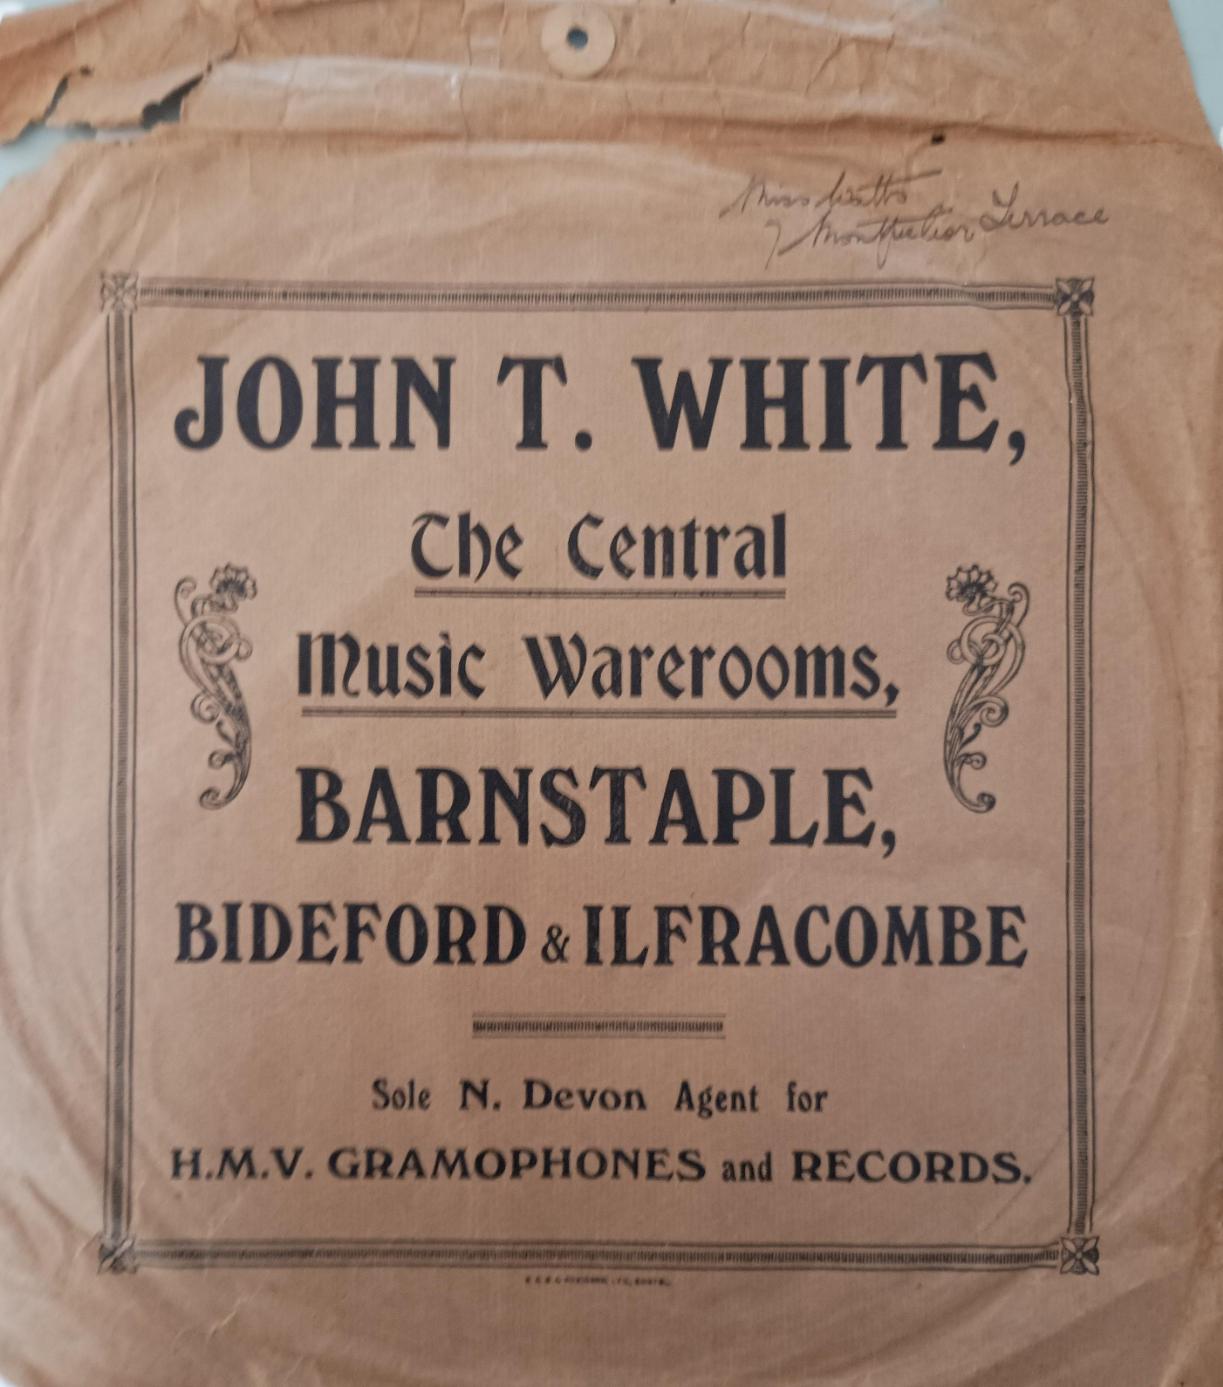 Miss Watts
7 Montpelier Terrace
JOHN T. WHITE,
The Central
Music Warerooms,
BARNSTAPLE,
BIDEFORD & ILFRACOMBE
Sole N. Devon Agent for
H.M.V. GRAMOPHONES and RECORDS.